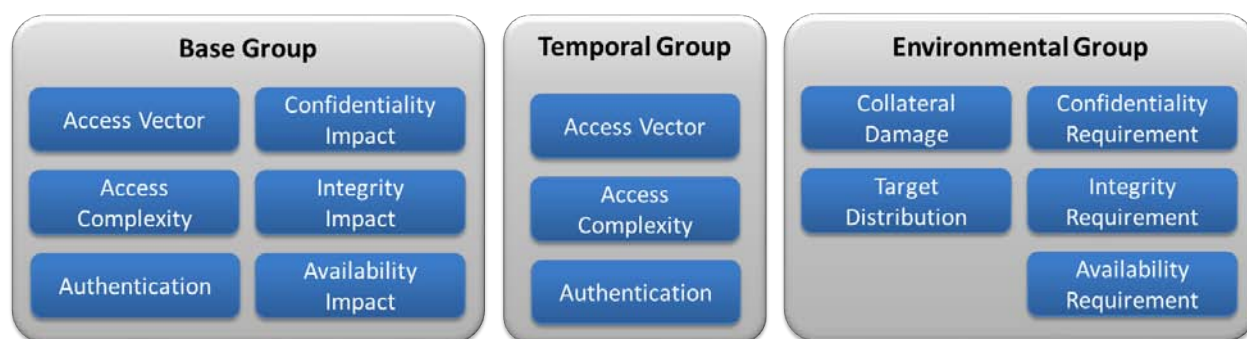 Base Group
Access Vector
Confidentiality
Impact
Access
Complexity
Integrity
Impact
Authentication
Availability
Impact
Temporal Group
Access Vector
Access
Complexity
Authentication
Environmental Group
Collateral
Damage
Confidentiality
Requirement
Target
Distribution
Integrity
Requirement
Availability
Requirement